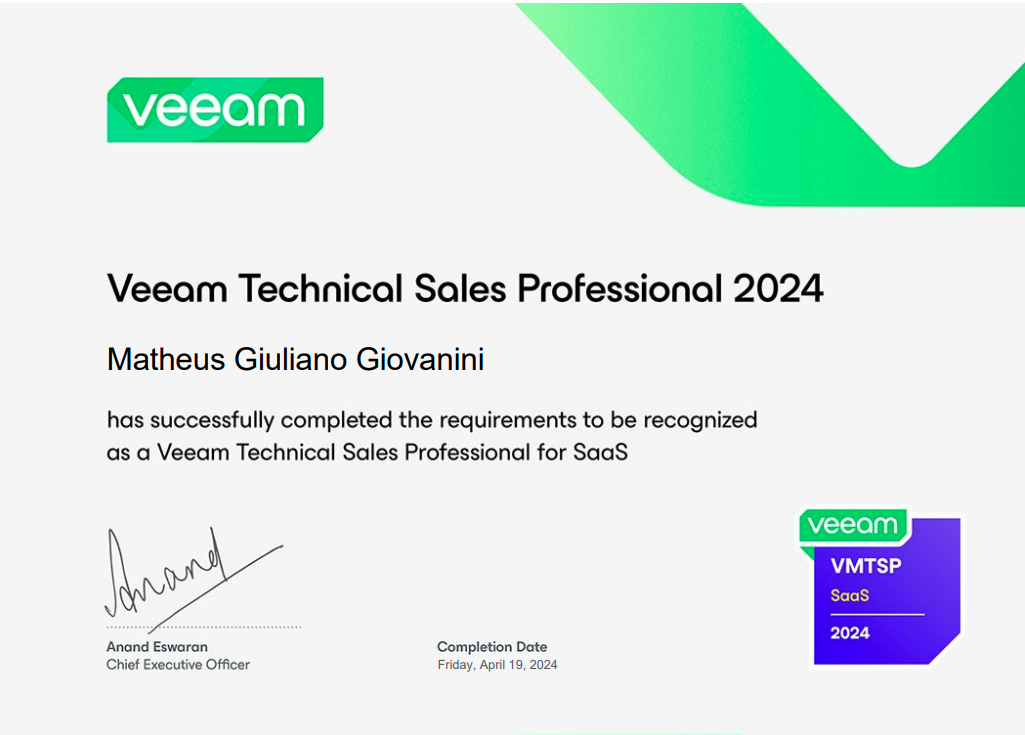 veeam
Veeam Technical Sales Professional 2024
Matheus Giuliano Giovanini
has successfully completed the requirements to be recognized
as a Veeam Technical Sales Professional for SaaS
Anand
Anand Eswaran
Chief Executive Officer
Completion Date
Friday, April 19, 2024
veeam
VMTSP
SaaS
2024